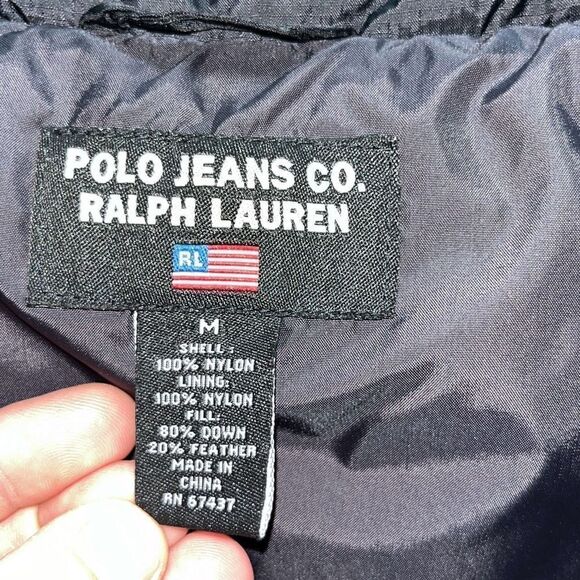 POLO JEANS CO.
RALPH LAUREN
RL
M
SHELL:
100% NYLON
LINING:
100% NYLON
FILL:
80% DOWN
20% FEATHER
MADE IN
CHINA
RN 67437